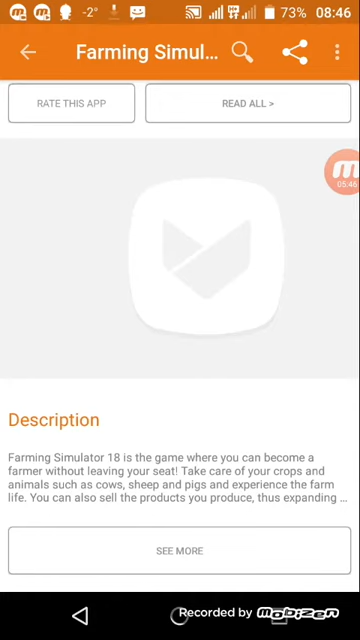 -2° 73% 08:46
Farming Simul...
RATE THIS APP
READ ALL >
05:46
Description
Farming Simulator 18 is the game where you can become a
farmer without leaving your seat! Take care of your crops and
animals such as cows, sheep and pigs and experience the farm
life. You can also sell the products you produce, thus expanding ...
SEE MORE
Recorded by mobizen